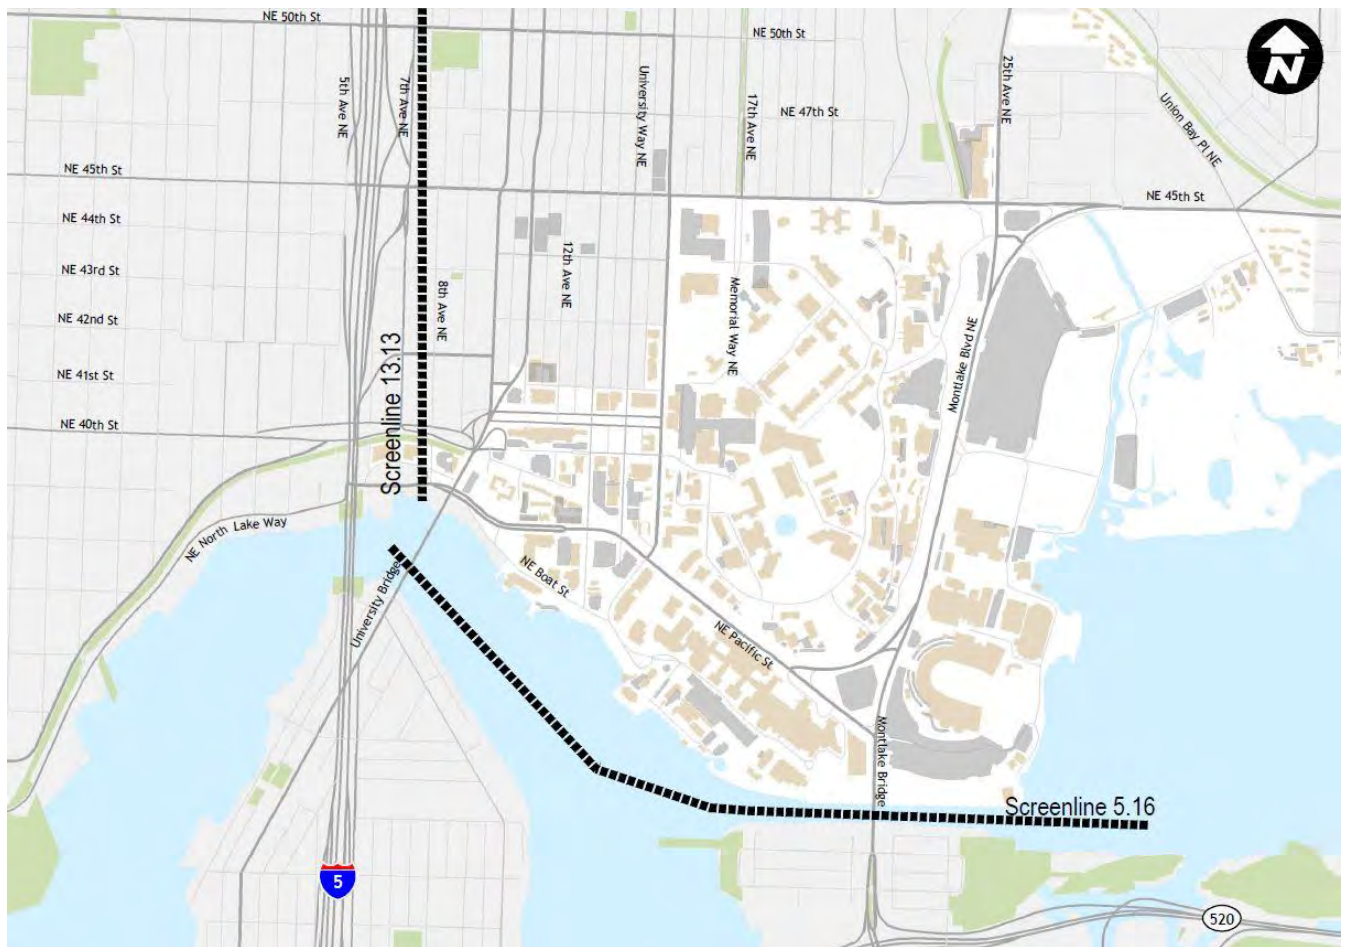 NE 50th St
NE 50th St
N
5th Ave NE
7th Ave NE
University Way NE
17th Ave NE
NE 47th St
25th Ave NE
Union Bay Pl NE
NE 45th St
NE 45th St
NE 44th St
NE 43rd St
12th Ave NE
Memorial Way NE
8th Ave NE
NE 42nd St
Montlake Blvd NE
Screenline 13.13
NE 41st St
NE 40th St
NE North Lake Way
University Bridge
NE Boat St
NE Pacific St
Montlake Bridge
Screenline 5.16
5
520